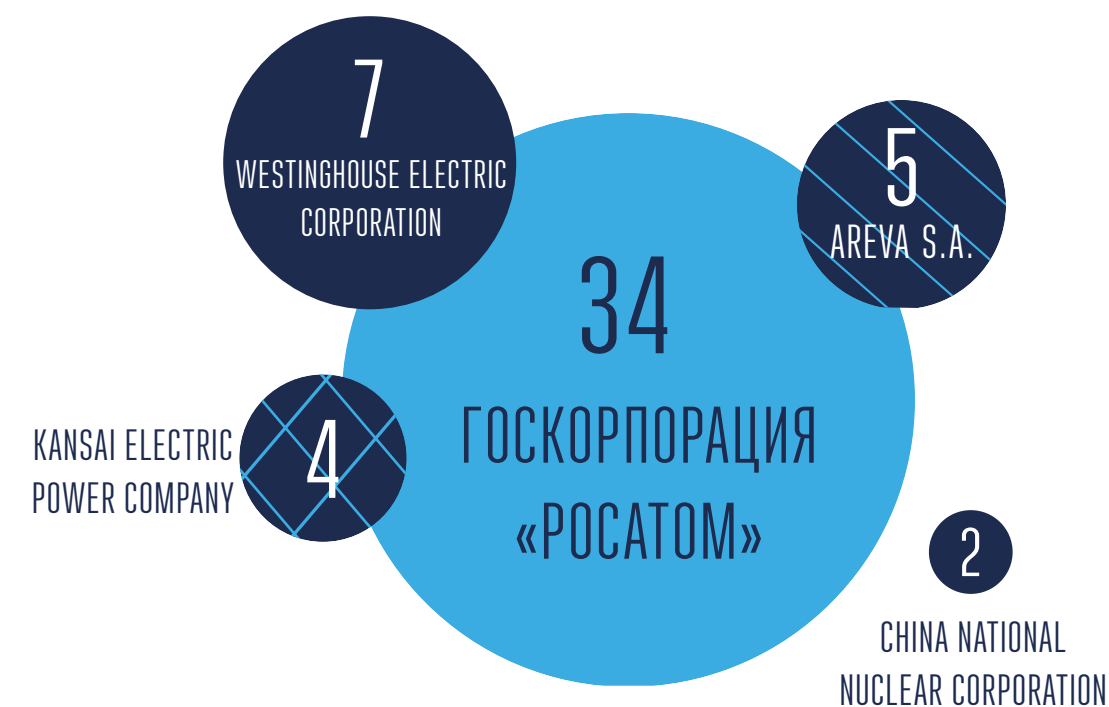 7
WESTINGHOUSE ELECTRIC
CORPORATION
5
AREVA S.A.
34
ГОСКОРПОРАЦИЯ
«РОСАТОМ»
KANSAI ELECTRIC
POWER COMPANY
4
2
CHINA NATIONAL
NUCLEAR CORPORATION